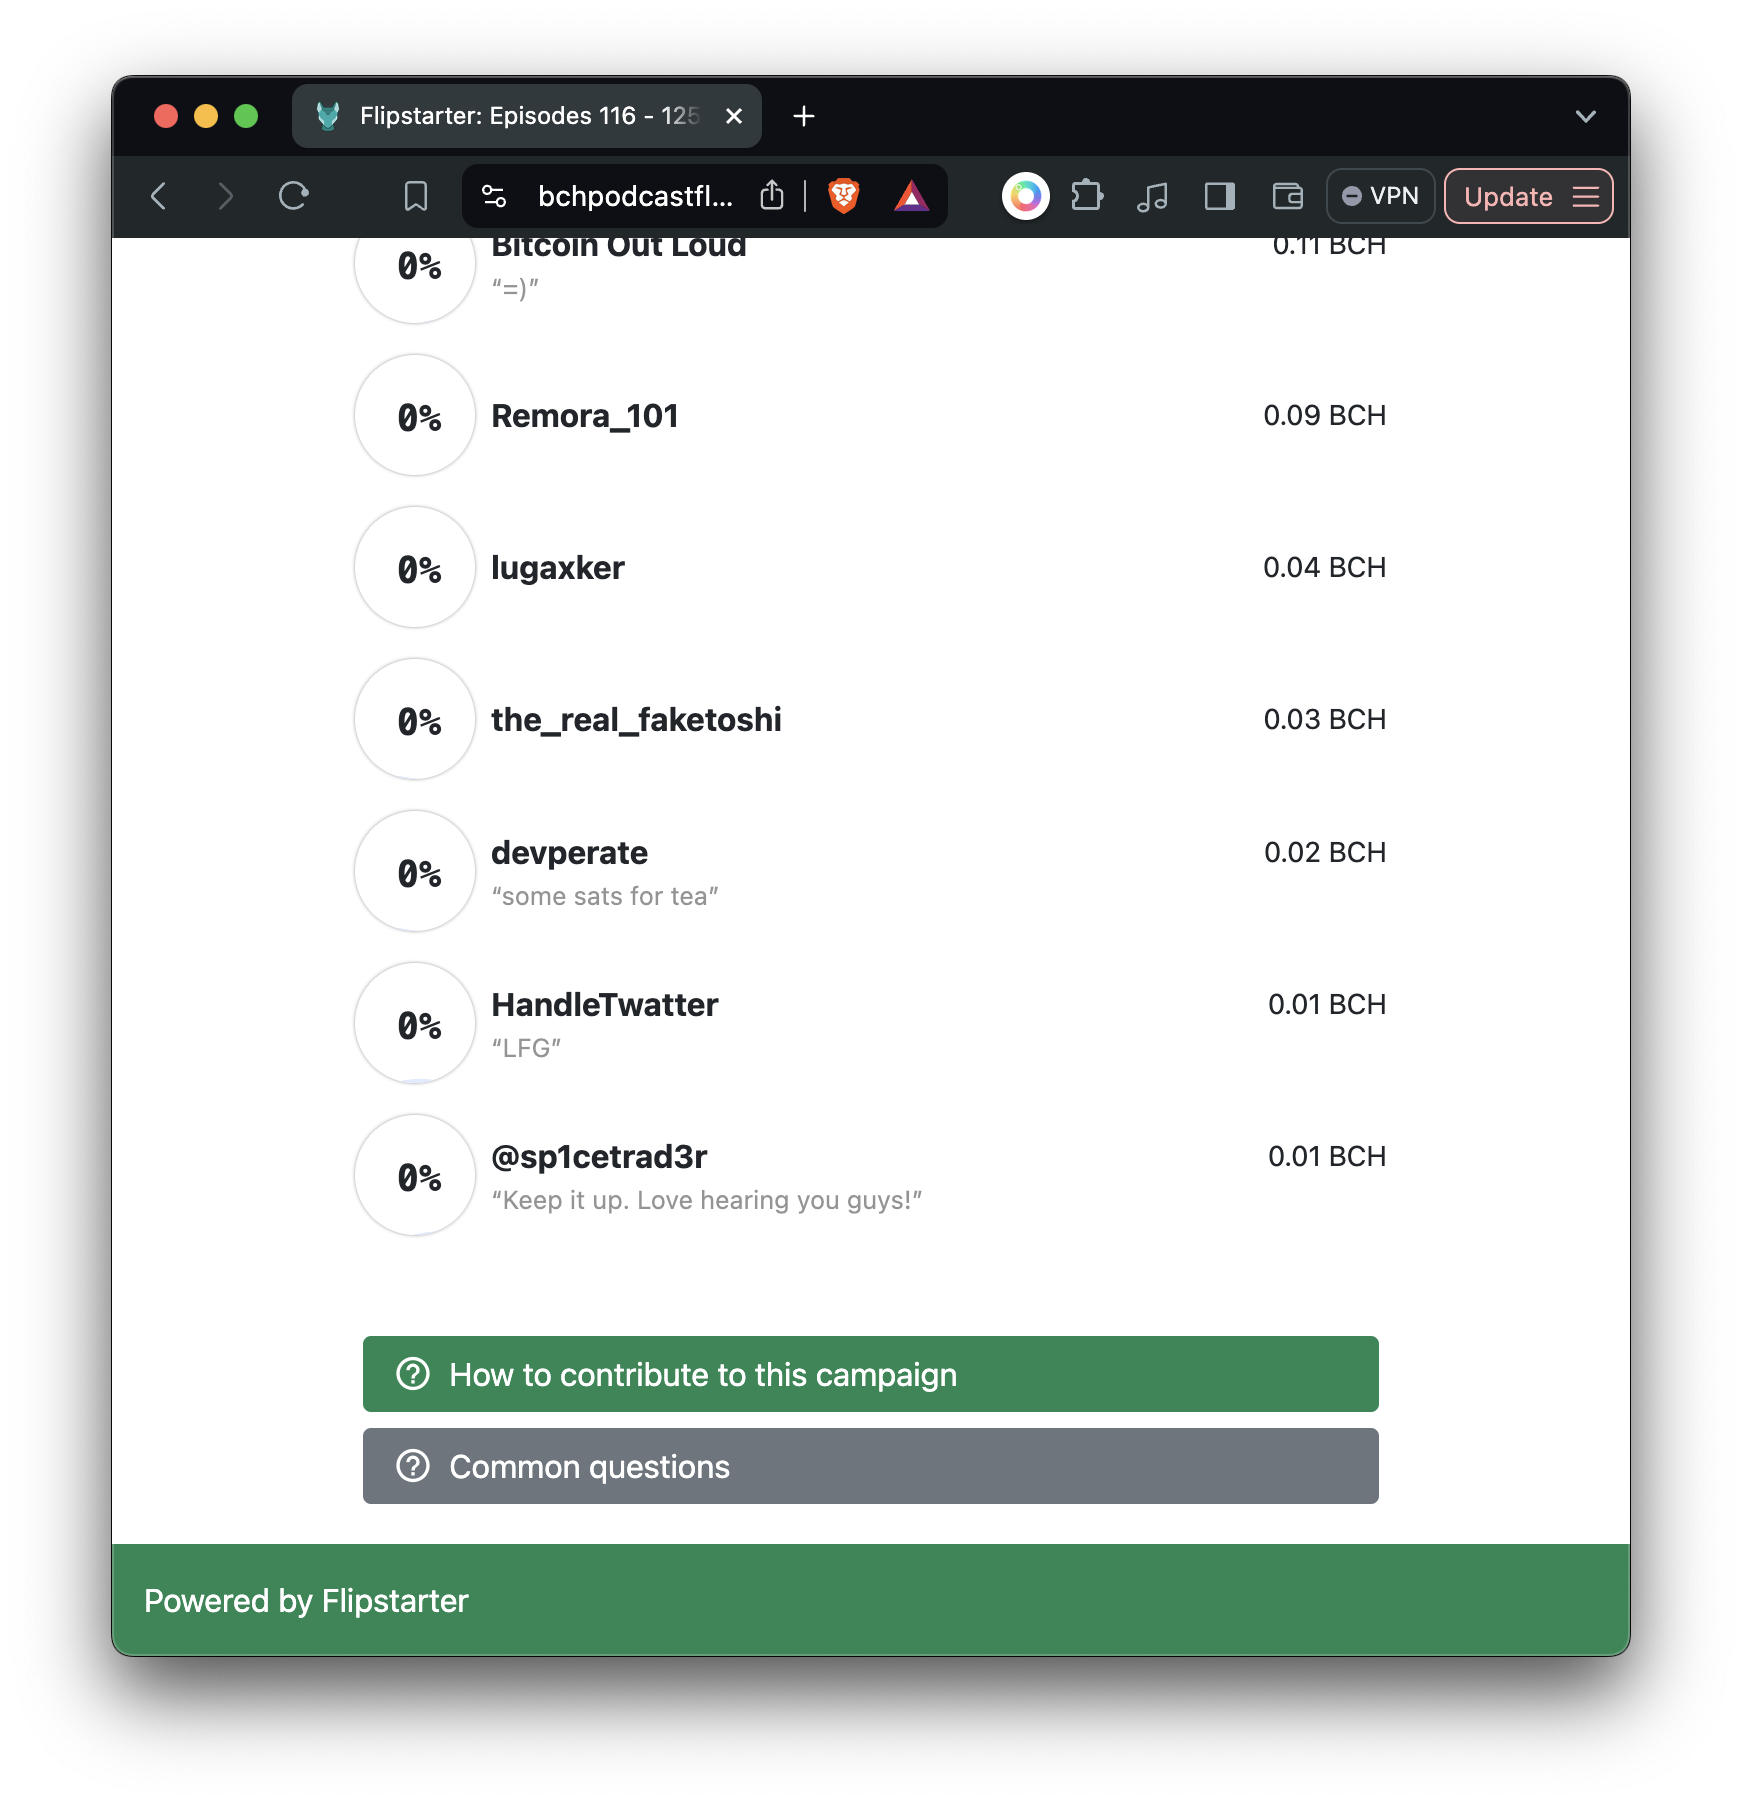 Flipstarter: Episodes 116 - 125
bchpodcastfl...
VPN
Update
0%
Bitcoin Out Loud
0.11 BCH
“=)”
0%
Remora_101
0.09 BCH
0%
lugaxker
0.04 BCH
0%
the_real_faketoshi
0.03 BCH
0%
devperate
0.02 BCH
“some sats for tea”
0%
HandleTwatter
0.01 BCH
“LFG”
0%
@sp1cetrad3r
0.01 BCH
“Keep it up. Love hearing you guys!”
How to contribute to this campaign
Common questions
Powered by Flipstarter